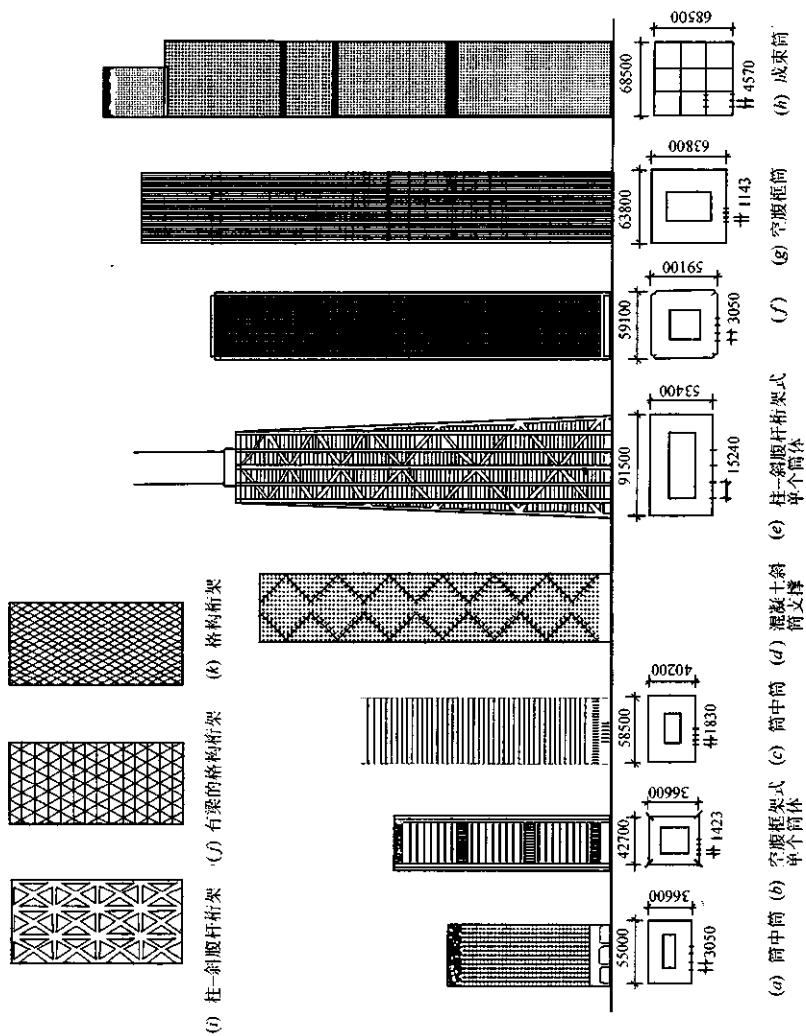 (i) 柱-斜腹杆桁架
(j) 有梁的格构桁架
(k) 格构桁架
55000
36600
3050
(a) 筒中筒
42700
36600
1423
(b) 空腹框架式
单个筒体
58500
40200
1830
(c) 筒中筒
(d) 混凝土斜
筒支撑
91500
53400
15240
(e) 柱-斜腹杆桁架式
单个筒体
59100
59100
3050
(f)
63800
63800
1143
(g) 空腹框筒
68500
68500
4570
(h) 成束筒